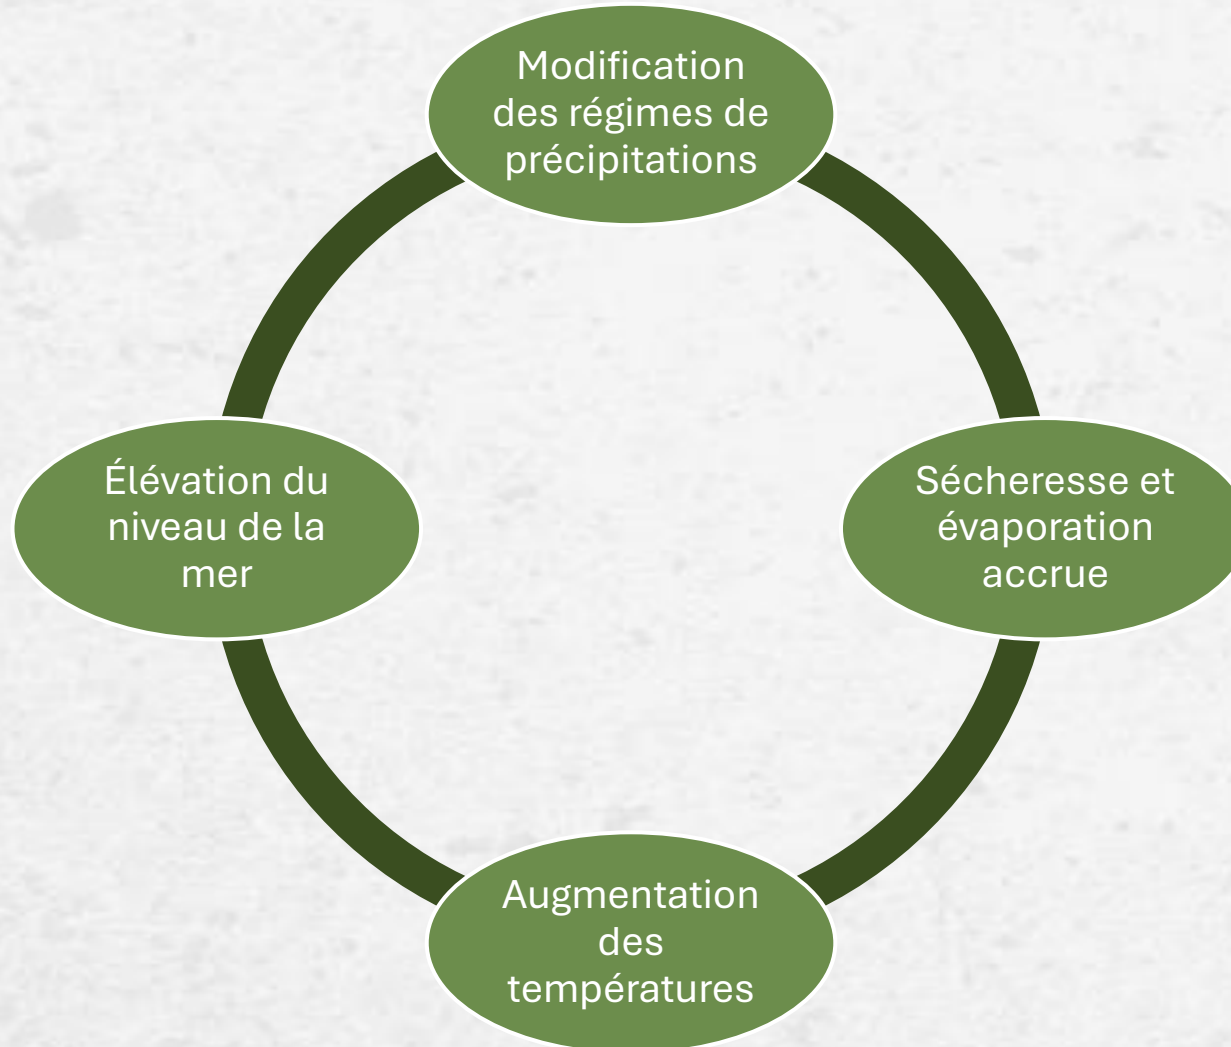 Modification
des régimes de
précipitations
Sécheresse et
évaporation
accrue
Augmentation
des
températures
Élévation du
niveau de la
mer